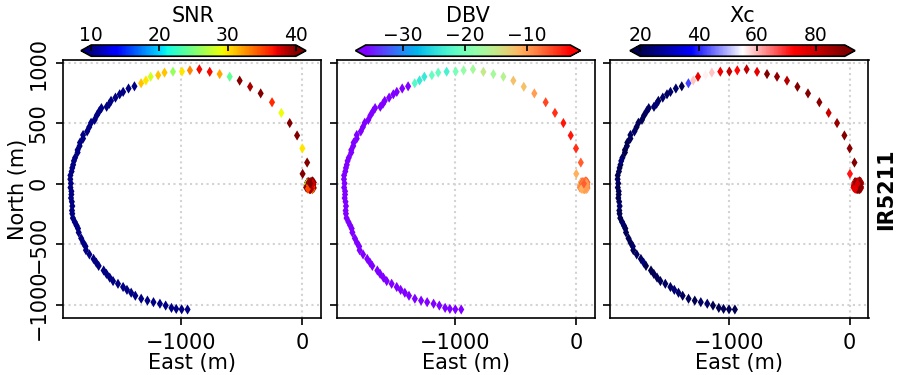 SNR
10 20 30 40
DBV
−30 −20 −10
Xc
20 40 60 80
North (m)
1000
500
0
−500
−1000
−1000 0
East (m)
−1000 0
East (m)
−1000 0
East (m)
IR5211